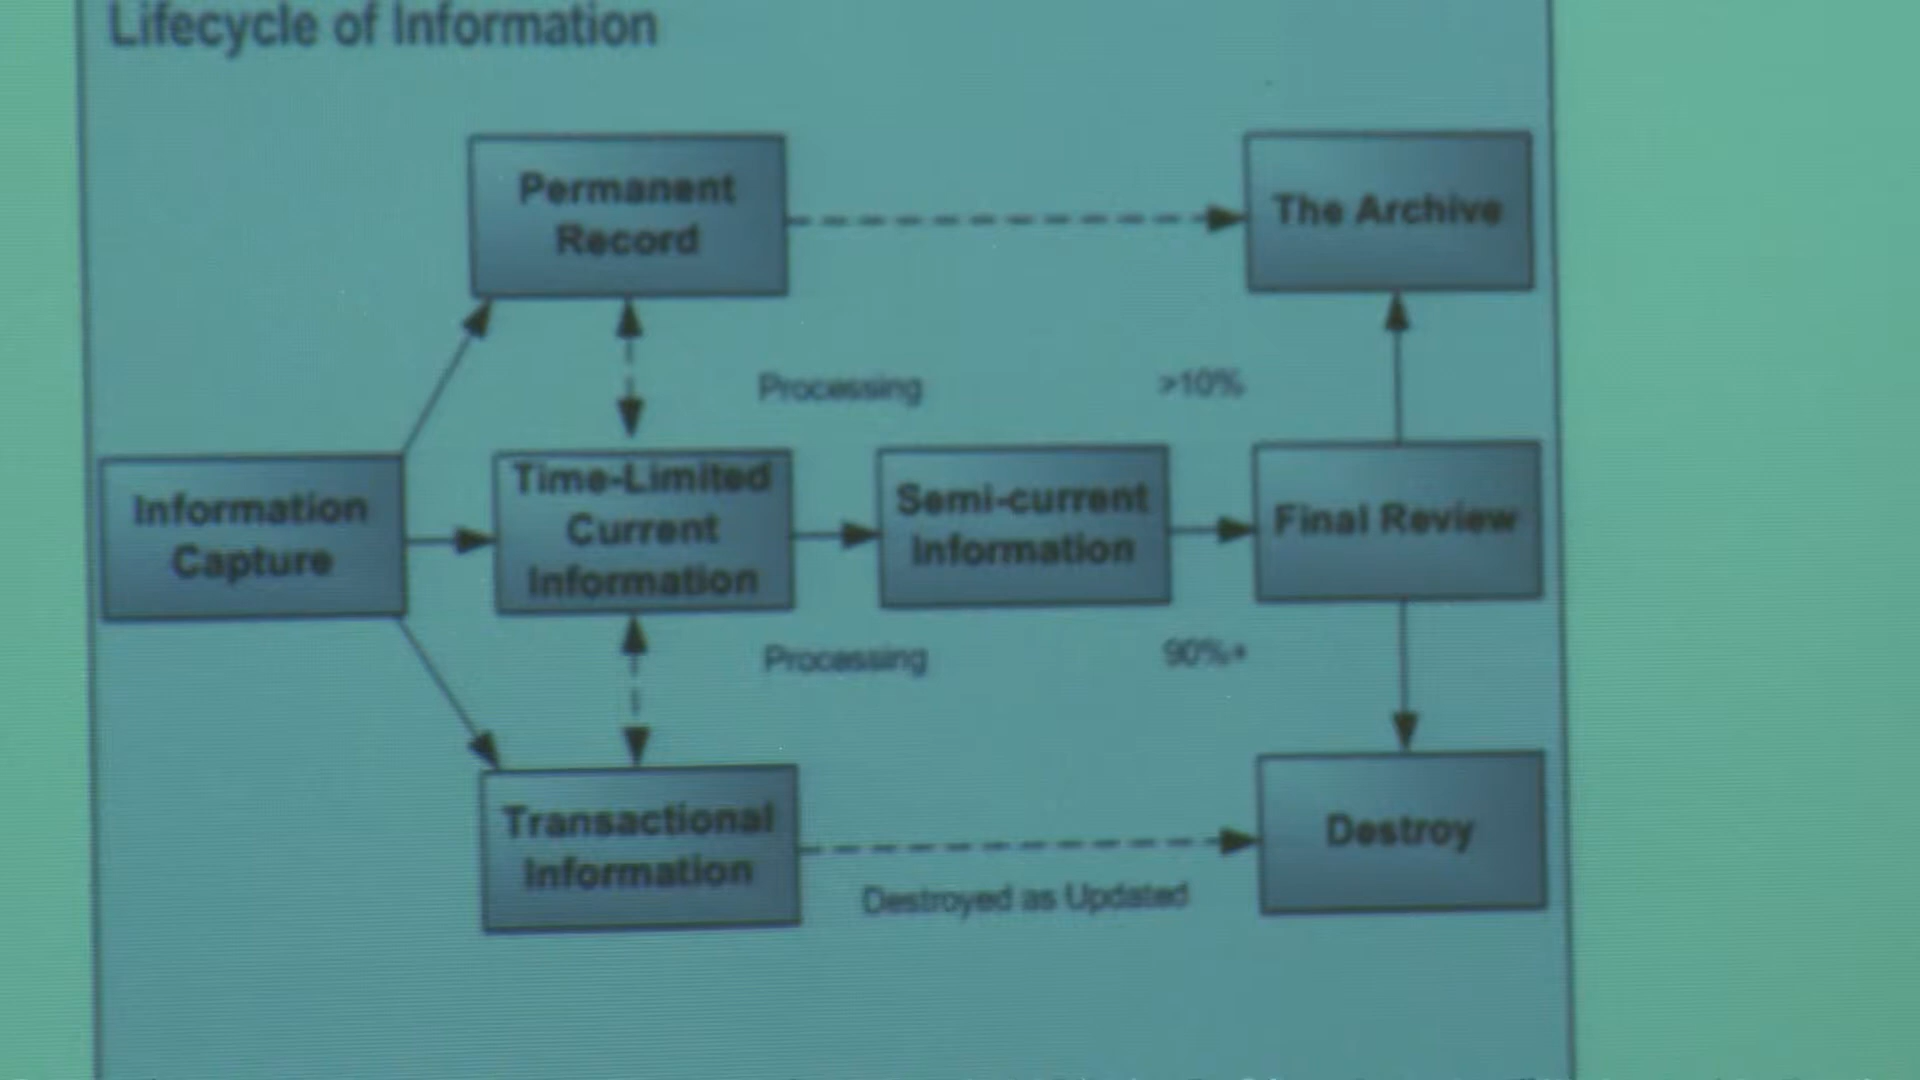 Lifecycle of Information
Permanent
Record
The Archive
Processing
>10%
Information
Capture
Time-Limited
Current
Information
Semi-current
Information
Final Review
Processing
90%+
Transactional
Information
Destroyed as Updated
Destroy